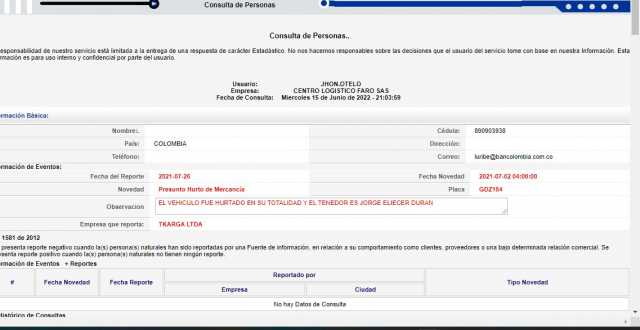 Consulta de Personas
Consulta de Personas..
esponsabilidad de nuestro servicio está limitada a la entrega de una respuesta de carácter Estadástico. No nos hacemos responsables sobre las decisiones que el usuario del servicio tome con base en nuestra información. Esta
rmación es para uso interno y confidencial por parte del usuario.
Usuario: JHON.OTELO
Empresa: CENTRO LOGISTICO FARO SAS
Fecha de Consulta: Miercoles 15 de Junio de 2022 - 21:03:59
ormación Básica:
Nombre:. Cédula: 890903938
País: COLOMBIA Dirección:
Teléfono: Correo: luribe@bancolombia.com.co
ormación de Eventos:
Fecha del Reporte 2021-07-26 Fecha Novedad 2021-07-02 04:00:00
Novedad Presunto Hurto de Mercancía Placa GDZ184
Observacion EL VEHICULO FUE HURTADO EN SU TOTALIDAD Y EL TENEDOR ES JORGE ELIECER DURAN
Empresa que reporta: TKARGA LTDA
1581 de 2012
presenta reporte negativo cuando la(s) persona(s) naturales han sido reportadas por una Fuente de información, en relación a su comportamiento como clientes, proveedores o una bajo determinada relación comercial. Se
esenta reporte positivo cuando la(s) persona(s) naturales no tienen ningún reporte.
ormación de Eventos + Reportes
# Fecha Novedad Fecha Reporte Reportado por Tipo Novedad
Empresa Ciudad
No hay Datos de Consulta
Histórico de Consultas